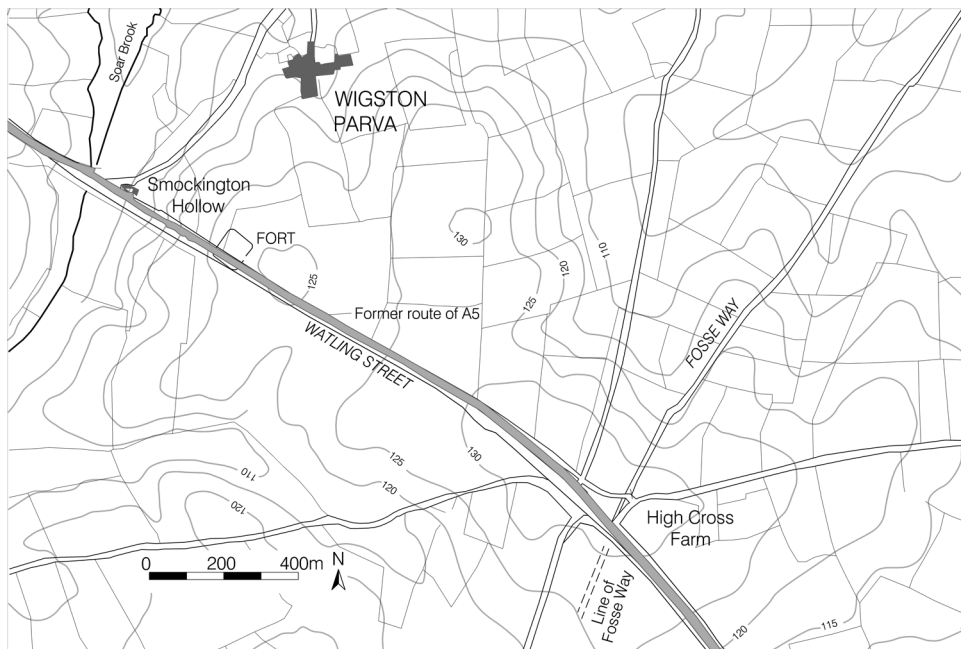 Soar Brook
WIGSTON
PARVA
Smockington
Hollow
FORT
130
110
120
125
125
Former route of A5
FOSSE WAY
WATLING STREET
130
125
110
120
120
High Cross
Farm
0 200 400m
N
Line of
Fosse Way
120
115